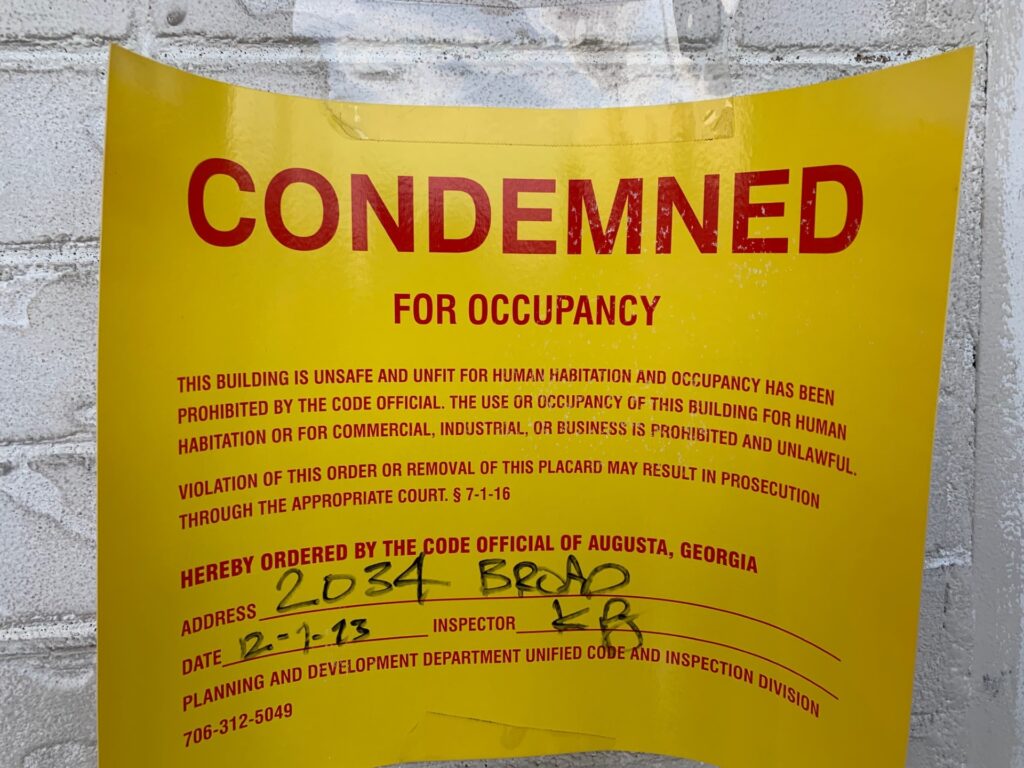 CONDEMNED
FOR OCCUPANCY
THIS BUILDING IS UNSAFE AND UNFIT FOR HUMAN HABITATION AND OCCUPANCY HAS BEEN
PROHIBITED BY THE CODE OFFICIAL. THE USE OR OCCUPANCY OF THIS BUILDING FOR HUMAN
HABITATION OR FOR COMMERCIAL, INDUSTRIAL, OR BUSINESS IS PROHIBITED AND UNLAWFUL.
VIOLATION OF THIS ORDER OR REMOVAL OF THIS PLACARD MAY RESULT IN PROSECUTION
THROUGH THE APPROPRIATE COURT. § 7-1-16
HEREBY ORDERED BY THE CODE OFFICIAL OF AUGUSTA, GEORGIA
ADDRESS 2034 BROAD
DATE INSPECTOR
PLANNING AND DEVELOPMENT DEPARTMENT UNIFIED CODE AND INSPECTION DIVISION
706-312-5049